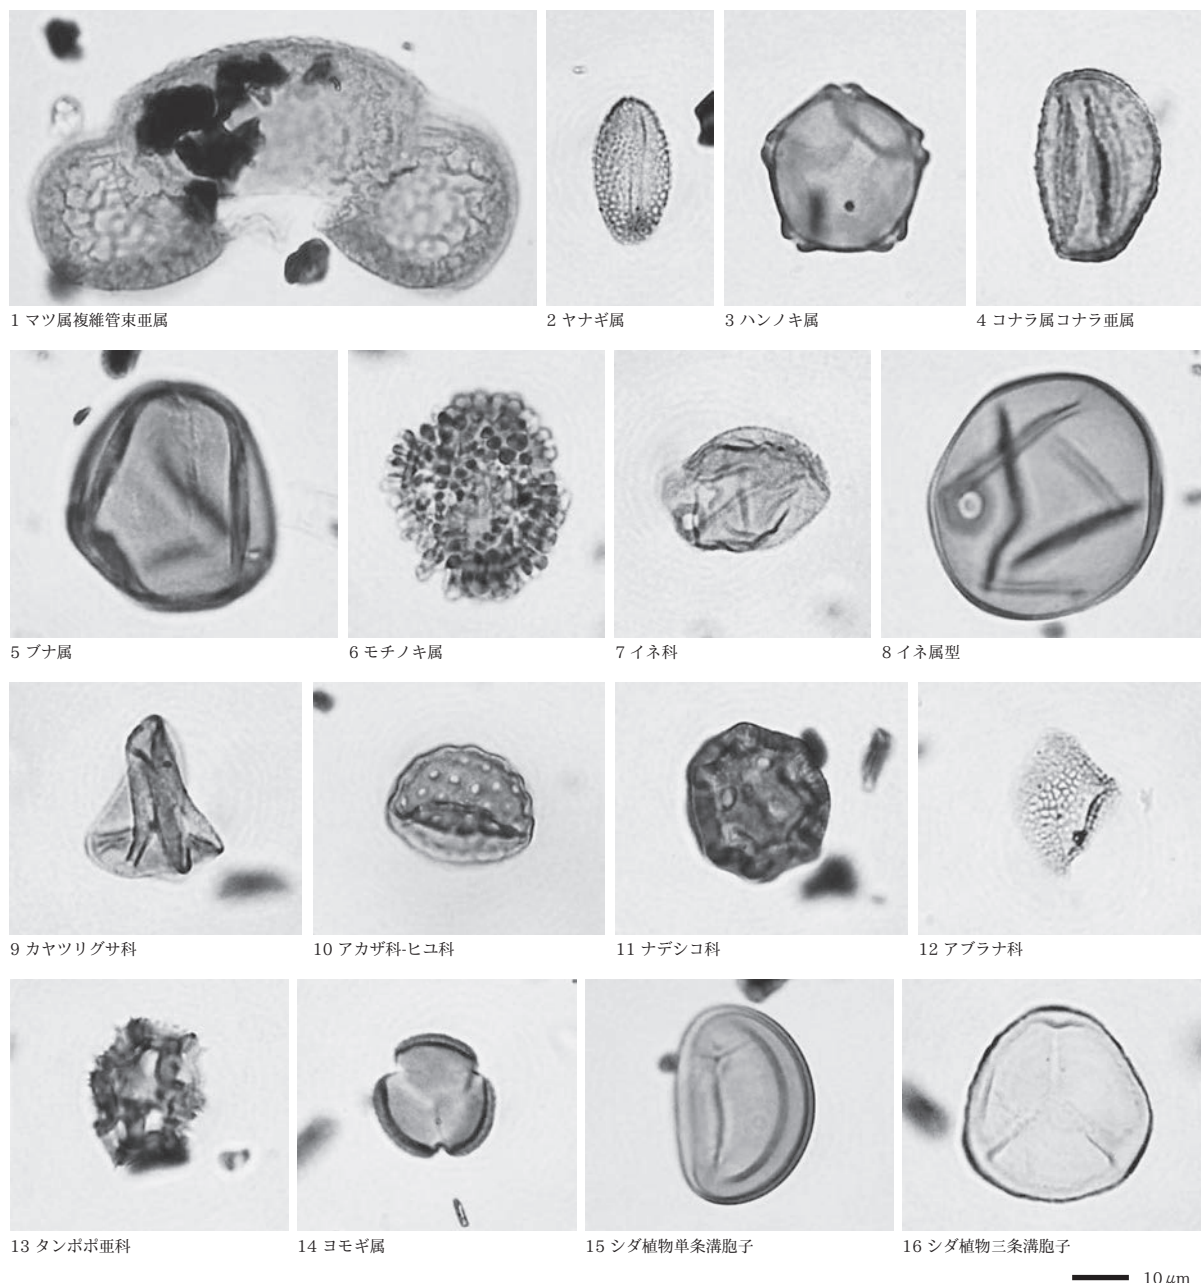 1 マツ属複維管束亜属
2 ヤナギ属
3 ハンノキ属
4 コナラ属コナラ亜属
5 ブナ属
6 モチノキ属
7 イネ科
8 イネ属型
9 カヤツリグサ科
10 アカザ科-ヒユ科
11 ナデシコ科
12 アブラナ科
13 タンポポ亜科
14 ヨモギ属
15 シダ植物単条溝胞子
16 シダ植物三条溝胞子
10μm